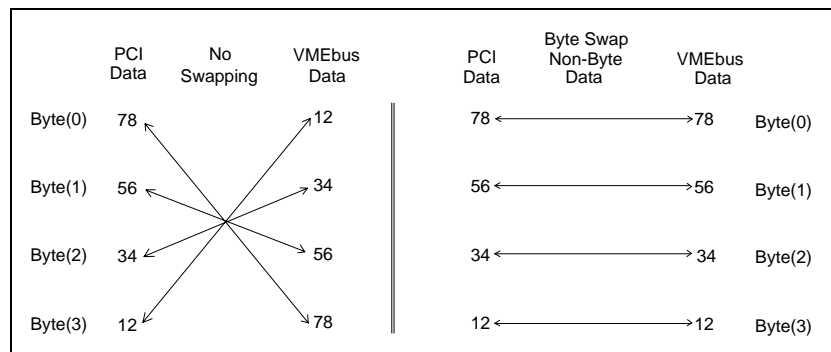 PCI Data No Swapping VMEbus Data
Byte(0) 78 12
Byte(1) 56 34
Byte(2) 34 56
Byte(3) 12 78
PCI Data Byte Swap Non-Byte Data VMEbus Data
78 78 Byte(0)
56 56 Byte(1)
34 34 Byte(2)
12 12 Byte(3)